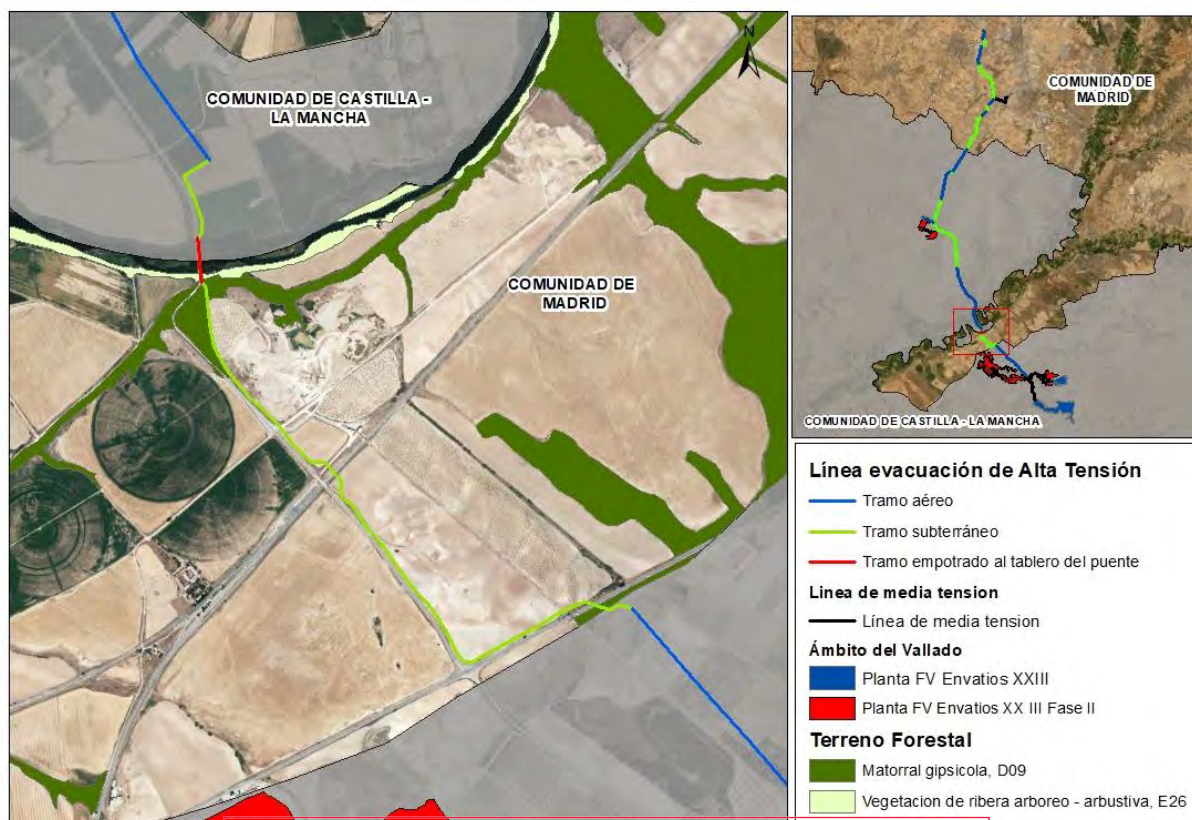 COMUNIDAD DE CASTILLA -
LA MANCHA
N
COMUNIDAD DE
MADRID
COMUNIDAD DE
MADRID
COMUNIDAD DE CASTILLA - LA MANCHA
Línea evacuación de Alta Tensión
Tramo aéreo
Tramo subterráneo
Tramo empotrado al tablero del puente
Linea de media tension
Línea de media tension
Ámbito del Vallado
Planta FV Envatios XXIII
Planta FV Envatios XX III Fase II
Terreno Forestal
Matorral gipsicola, D09
Vegetacion de ribera arboreo - arbustiva, E26